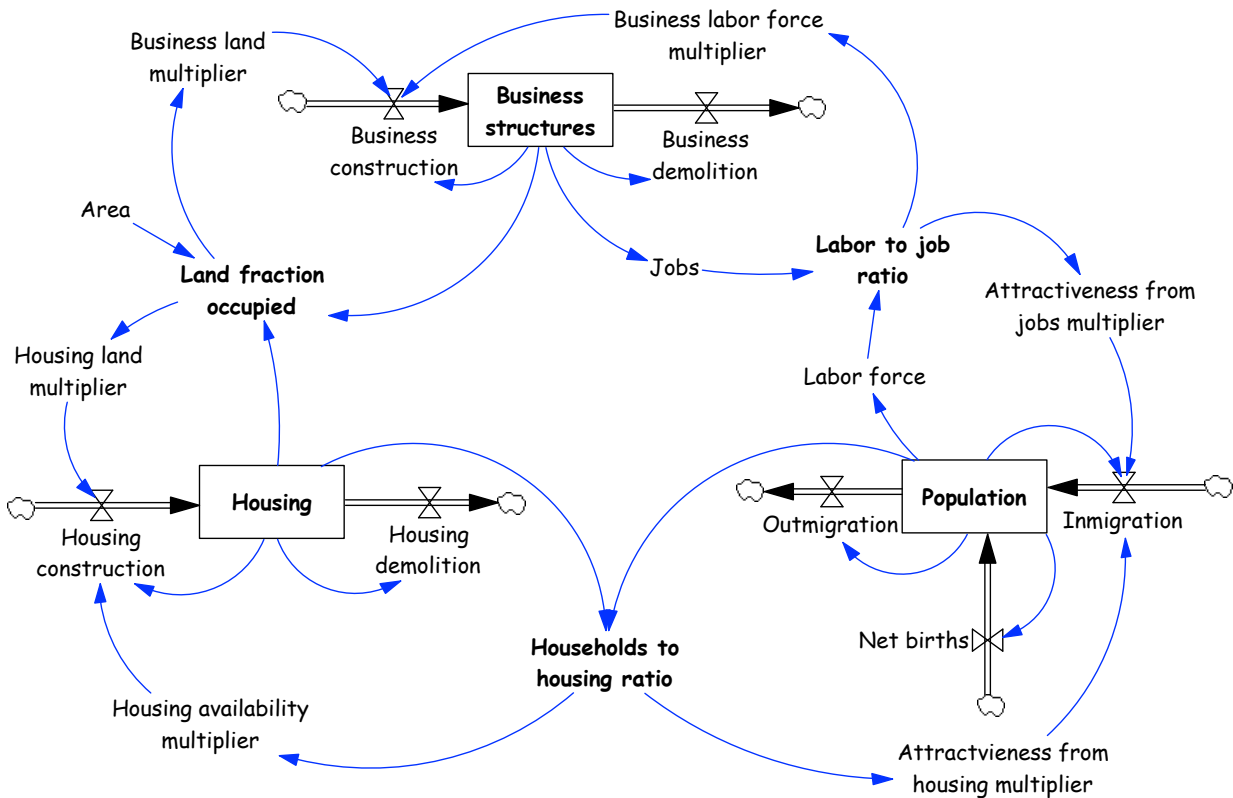 Business land
multiplier
Business labor force
multiplier
Business
structures
Business
construction
Business
demolition
Area
Land fraction
occupied
Jobs
Labor to job
ratio
Attractiveness from
jobs multiplier
Housing land
multiplier
Labor force
Housing
Housing
construction
Housing
demolition
Population
Outmigration
Inmigration
Net births
Households to
housing ratio
Housing availability
multiplier
Attractvieness from
housing multiplier